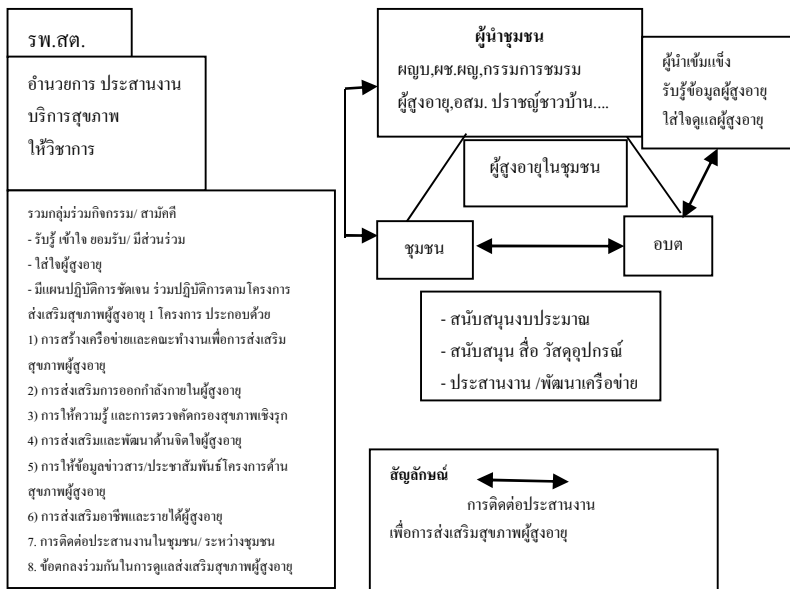 รพ.สต.
อำนวยการ ประสานงาน
บริการสุขภาพ
ให้วิชาการ
รวมกลุ่มร่วมกิจกรรม/ สามัคคี
- รับรู้ เข้าใจ ยอมรับ/ มีส่วนร่วม
- ใส่ใจผู้สูงอายุ
- มีแผนปฏิบัติการชัดเจน ร่วมปฏิบัติการตามโครงการ
ส่งเสริมสุขภาพผู้สูงอายุ 1 โครงการ ประกอบด้วย
1) การสร้างเครือข่ายและคณะทำงานเพื่อการส่งเสริม
สุขภาพผู้สูงอายุ
2) การส่งเสริมการออกกำลังกายในผู้สูงอายุ
3) การให้ความรู้ และการตรวจคัดกรองสุขภาพเชิงรุก
4) การส่งเสริมและพัฒนาด้านจิตใจผู้สูงอายุ
5) การให้ข้อมูลข่าวสาร/ประชาสัมพันธ์โครงการด้าน
สุขภาพผู้สูงอายุ
6) การส่งเสริมอาชีพและรายได้ผู้สูงอายุ
7. การติดต่อประสานงานในชุมชน/ ระหว่างชุมชน
8. ข้อตกลงร่วมกันในการดูแลส่งเสริมสุขภาพผู้สูงอายุ
ผู้นำชุมชน
ผญบ,ผช.ผญ,กรรมการชมรม
ผู้สูงอายุ,อสม. ปราชญ์ชาวบ้าน....
ผู้นำเข้มแข็ง
รับรู้ข้อมูลผู้สูงอายุ
ใส่ใจดูแลผู้สูงอายุ
ผู้สูงอายุในชุมชน
ชุมชน
อบต
- สนับสนุนงบประมาณ
- สนับสนุน สื่อ วัสดุอุปกรณ์
- ประสานงาน /พัฒนาเครือข่าย
สัญลักษณ์
การติดต่อประสานงาน
เพื่อการส่งเสริมสุขภาพผู้สูงอายุ